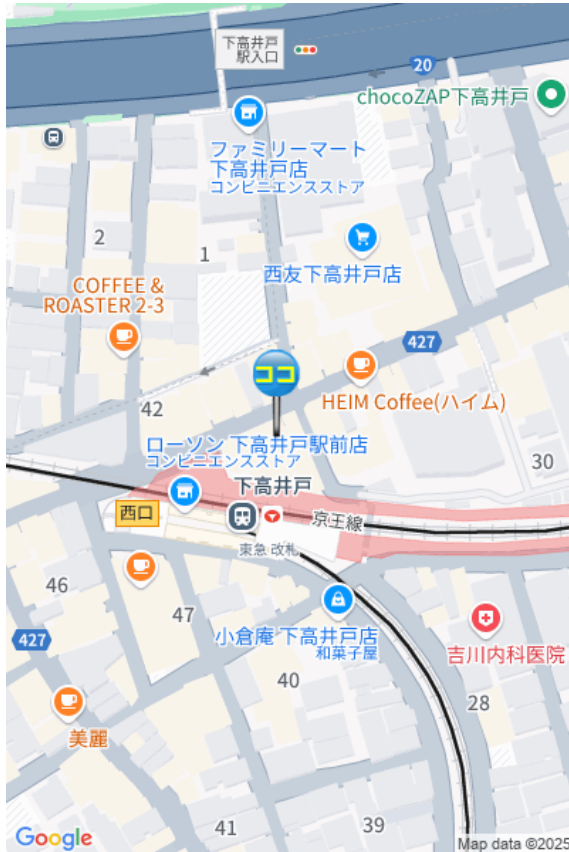 下高井戸
駅入口
20
chocoZAP下高井戸
ファミリーマート
下高井戸店
コンビニエンスストア
2
1
西友下高井戸店
COFFEE &
ROASTER 2-3
427
ココ
HEIM Coffee(ハイム)
42
ローソン 下高井戸駅前店
コンビニエンスストア
30
下高井戸
西口
京王線
東急 改札
46
47
小倉庵 下高井戸店
和菓子屋
吉川内科医院
427
40
28
美麗
41
39
Google
Map data ©2025